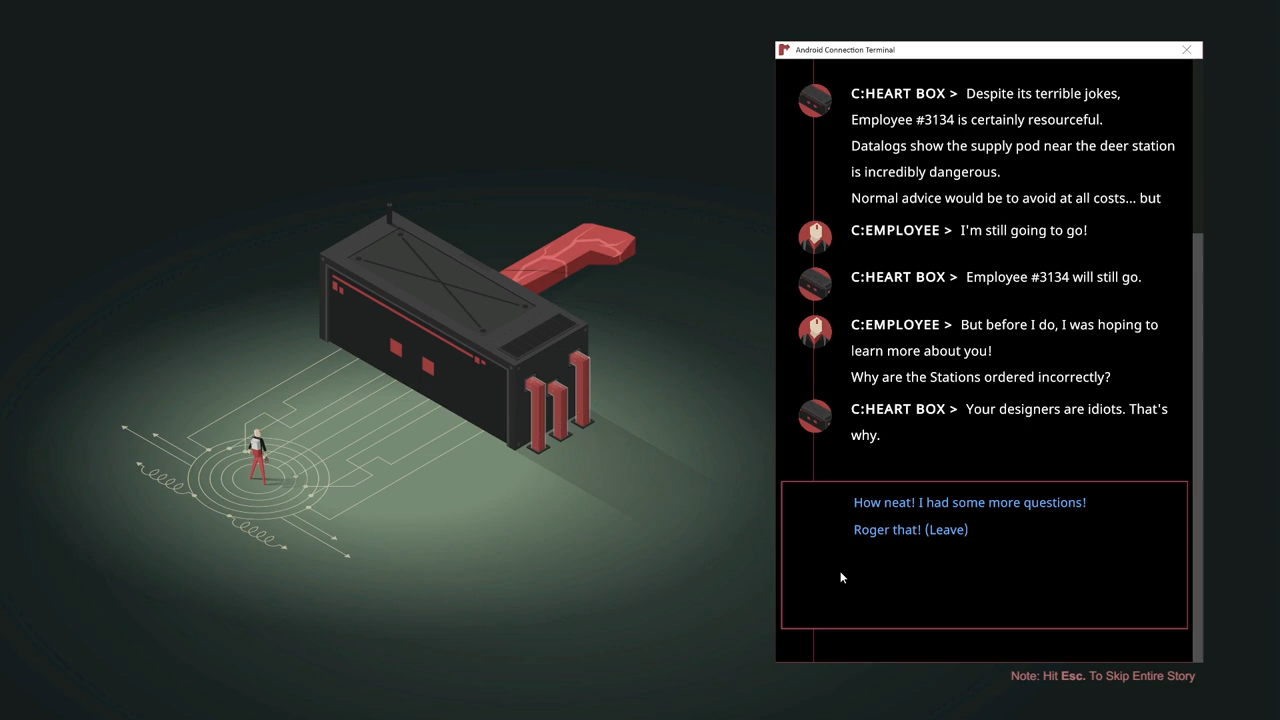 Android Connection Terminal
C:HEART BOX > Despite its terrible jokes,
Employee #3134 is certainly resourceful.
Datalogs show the supply pod near the deer station
is incredibly dangerous.
Normal advice would be to avoid at all costs... but
C:EMPLOYEE > I'm still going to go!
C:HEART BOX > Employee #3134 will still go.
C:EMPLOYEE > But before I do, I was hoping to
learn more about you!
Why are the Stations ordered incorrectly?
C:HEART BOX > Your designers are idiots. That's
why.
How neat! I had some more questions!
Roger that! (Leave)
Note: Hit Esc. To Skip Entire Story